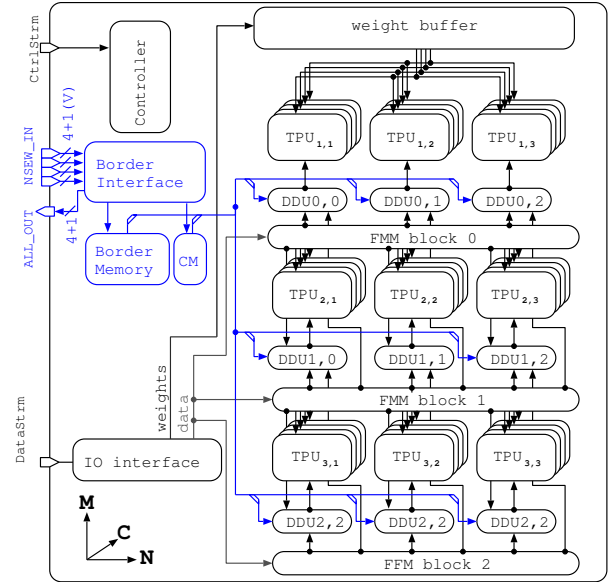 weight buffer
CtrlStrm
Controller
TPU1,1
TPU1,2
TPU1,3
4+1(V)
NSEW_IN
Border
Interface
DDU0,0
DDU0,1
DDU0,2
ALL_OUT
4+1
Border
Memory
CM
FMM block 0
TPU2,1
TPU2,2
TPU2,3
DDU1,0
DDU1,1
DDU1,2
weights
data
FMM block 1
DataStrm
IO interface
TPU3,1
TPU3,2
TPU3,3
M
C
N
DDU2,2
DDU2,2
DDU2,2
FFM block 2